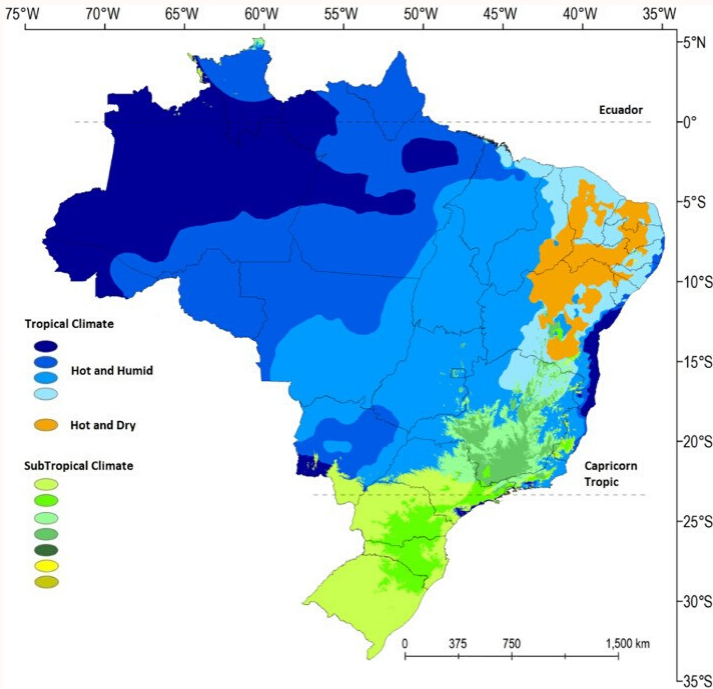 75°W 70°W 65°W 60°W 55°W 50°W 45°W 40°W 35°W
5°N
Ecuador
0°
5°S
10°S
Tropical Climate
Hot and Humid
15°S
Hot and Dry
20°S
SubTropical Climate
Capricorn
Tropic
25°S
30°S
0 375 750 1,500 km
35°S